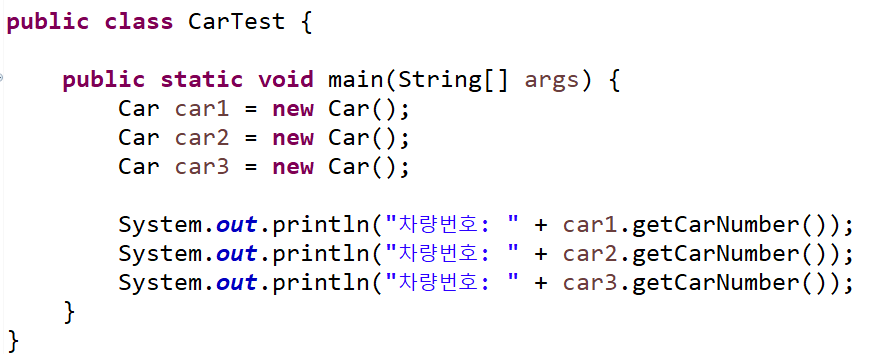 public class CarTest {
public static void main(String[] args) {
Car car1 = new Car();
Car car2 = new Car();
Car car3 = new Car();
System.out.println("차량번호: " + car1.getCarNumber());
System.out.println("차량번호: " + car2.getCarNumber());
System.out.println("차량번호: " + car3.getCarNumber());
}
}